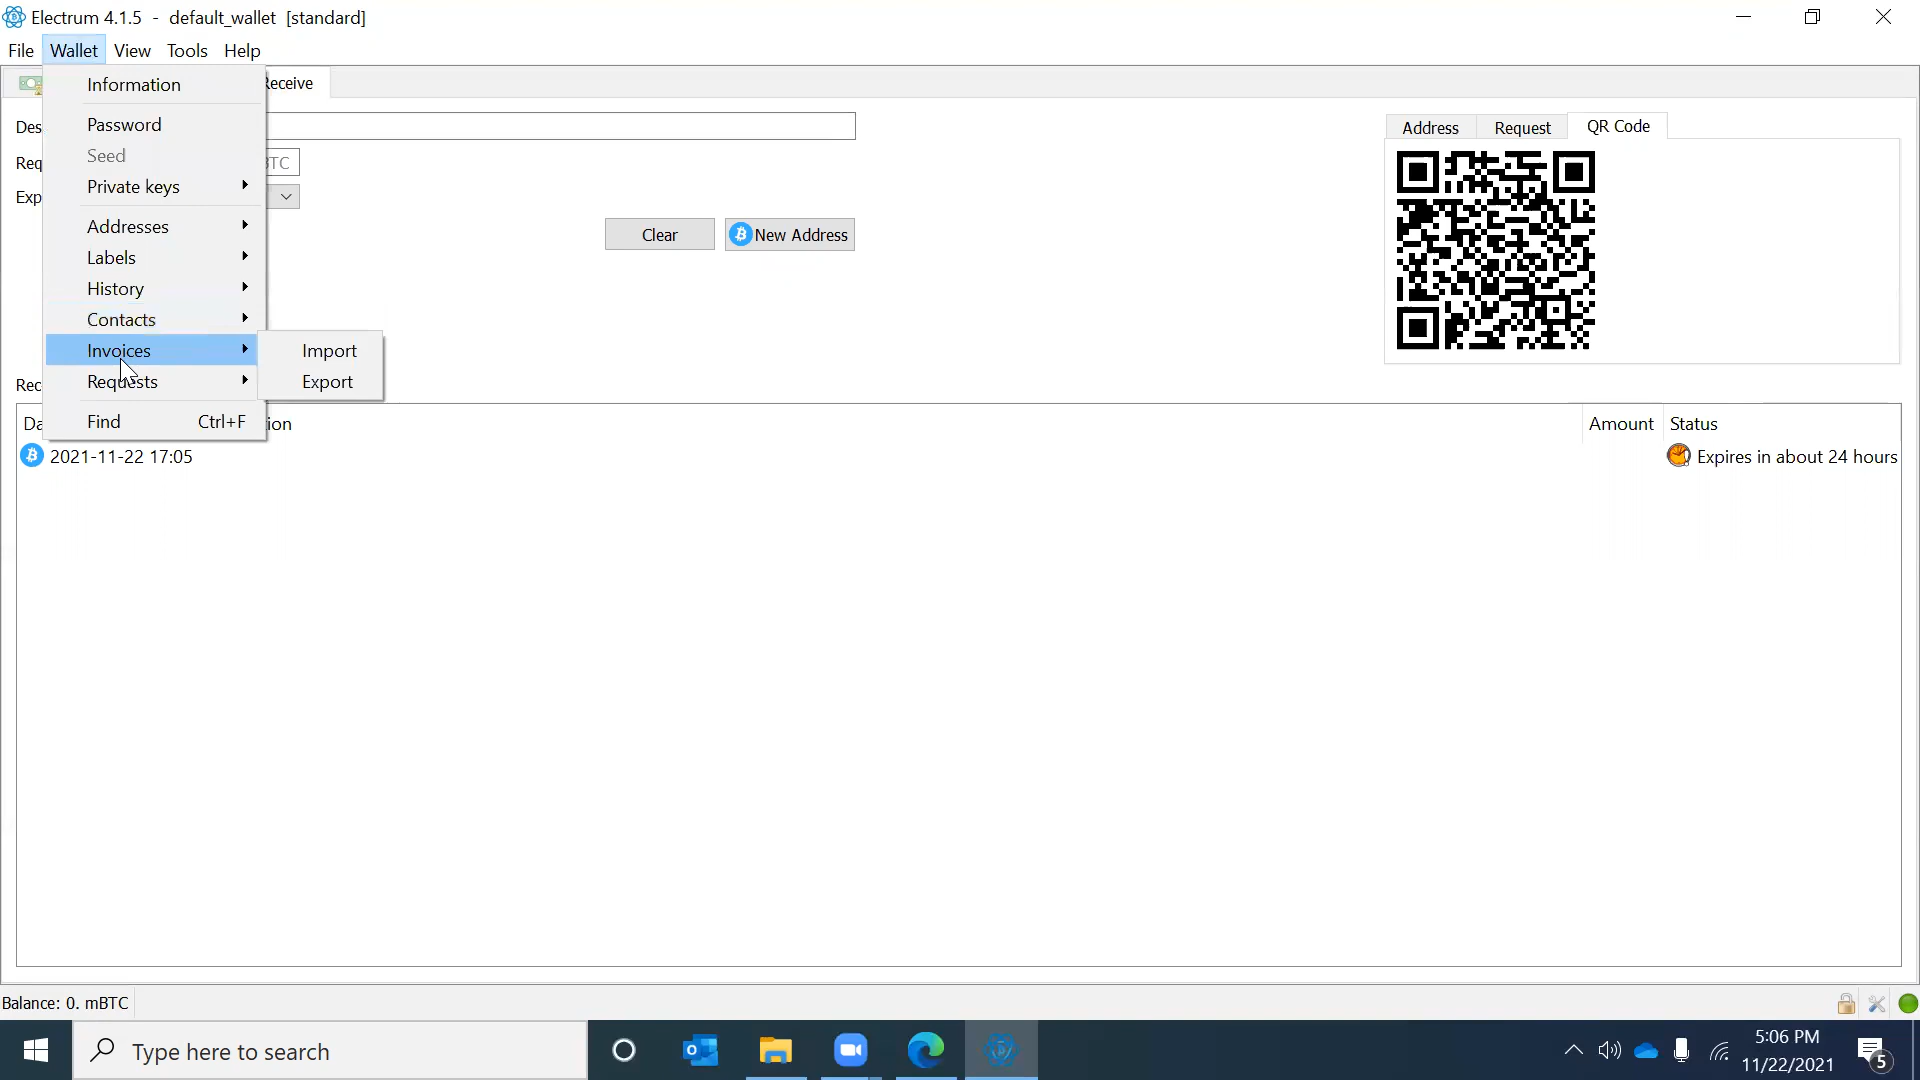 Electrum 4.1.5 - default_wallet [standard]
File Wallet View Tools Help
Information
Receive
Password
Seed
Private keys
Addresses
Labels
History
Contacts
Invoices
Requests
Find Ctrl+F
Import
Export
Des
Req
BTC
Exp
Clear
New Address
Address Request QR Code
Rec
Da
ion
Amount Status
2021-11-22 17:05
Expires in about 24 hours
Balance: 0. mBTC
Type here to search
5:06 PM
11/22/2021
5